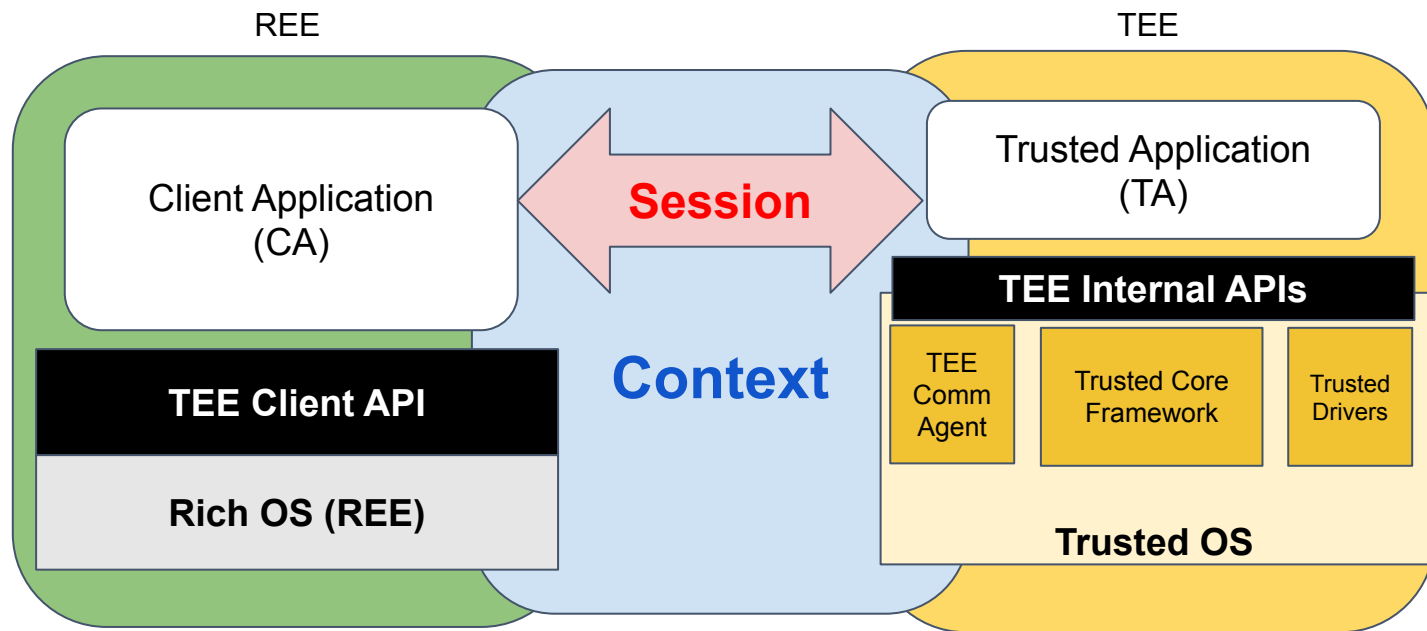 REE
TEE
Client Application
(CA)
Session
Trusted Application
(TA)
TEE Internal APIs
TEE Client API
Context
TEE
Comm
Agent
Trusted Core
Framework
Trusted
Drivers
Rich OS (REE)
Trusted OS